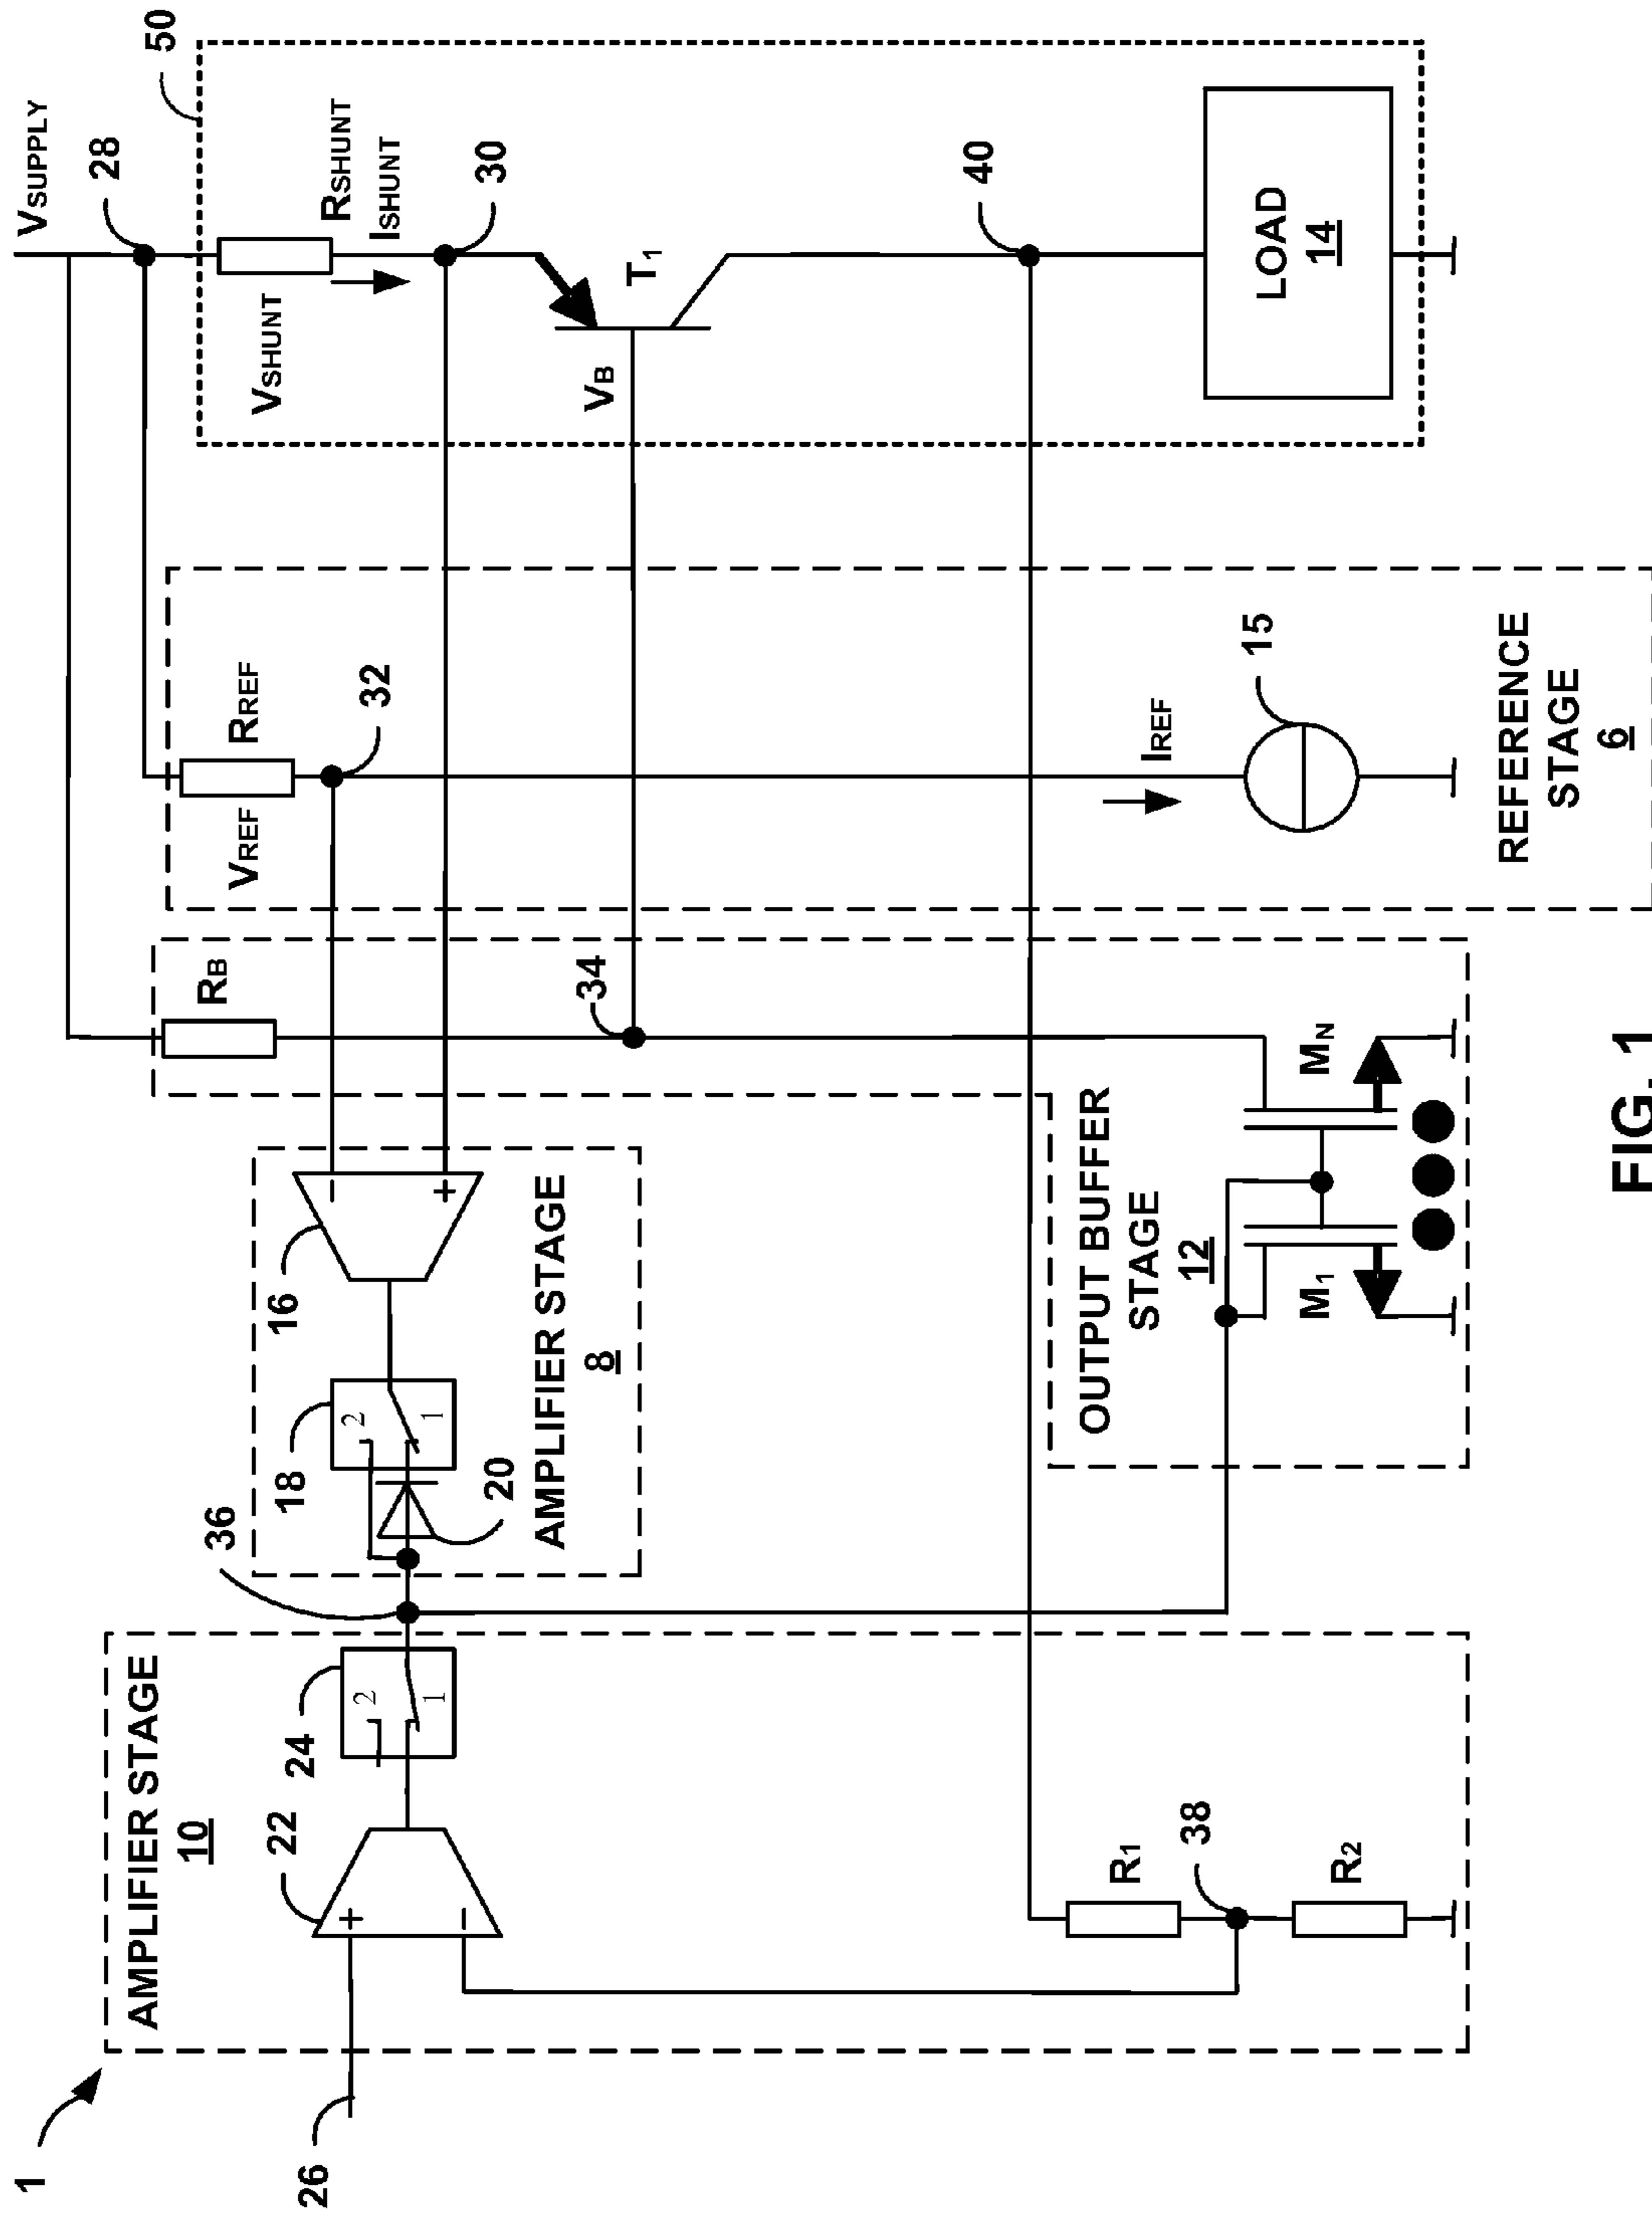 1
AMPLIFIER STAGE
10
26
22
+
−
24
2
1
36
R1
38
R2
18
2
1
20
16
−
+
AMPLIFIER STAGE
8
RB
34
OUTPUT BUFFER
STAGE
12
M1
MN
VREF
RREF
32
IREF
15
REFERENCE
STAGE
6
VSUPPLY
28
50
VSHUNT
RSHUNT
ISHUNT
30
VB
T1
40
LOAD
14
FIG. 1